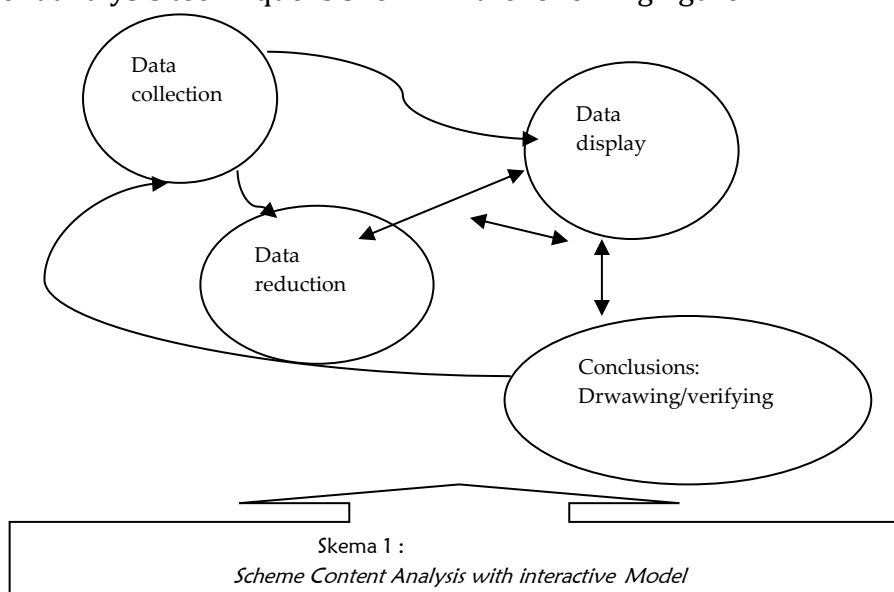 Data
collection
Data
display
Data
reduction
Conclusions:
Drwawing/verifying
Skema 1 :
Scheme Content Analysis with interactive Model